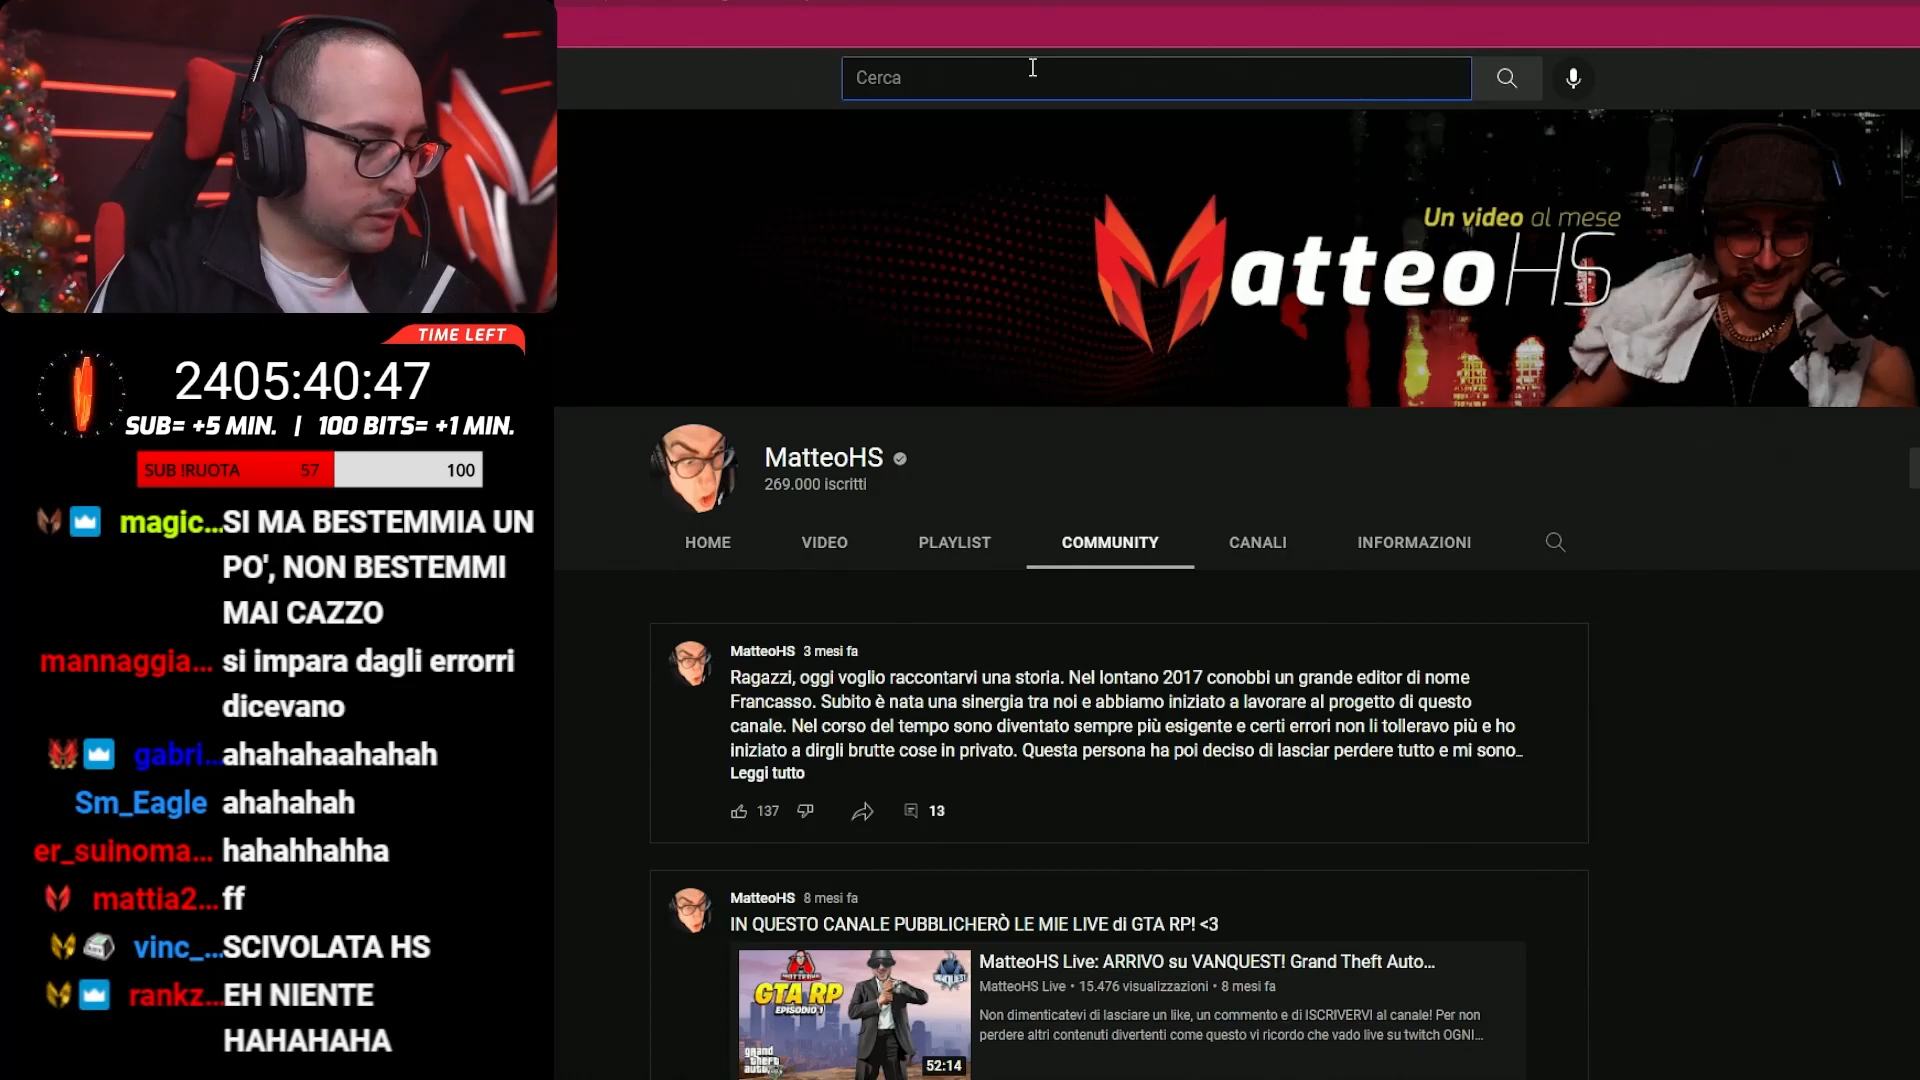 Cerca
Un video al mese
MatteoHS
TIME LEFT
2405:40:47
SUB= +5 MIN. | 100 BITS= +1 MIN.
SUB !RUOTA 57 100
magic... SI MA BESTEMMIA UN
PO', NON BESTEMMI
MAI CAZZO
mannaggia... si impara dagli errorri
dicevano
gabri... ahahahaahahah
Sm_Eagle ahahahah
er_suinoma... hahahhahha
mattia2... ff
vinc_... SCIVOLATA HS
rankz... EH NIENTE
HAHAHAHA
MatteoHS
269.000 iscritti
HOME VIDEO PLAYLIST COMMUNITY CANALI INFORMAZIONI
MatteoHS 3 mesi fa
Ragazzi, oggi voglio raccontarvi una storia. Nel lontano 2017 conobbi un grande editor di nome
Francasso. Subito è nata una sinergia tra noi e abbiamo iniziato a lavorare al progetto di questo
canale. Nel corso del tempo sono diventato sempre più esigente e certi errori non li tolleravo più e ho
iniziato a dirgli brutte cose in privato. Questa persona ha poi deciso di lasciar perdere tutto e mi sono...
Leggi tutto
137 13
MatteoHS 8 mesi fa
IN QUESTO CANALE PUBBLICHERÒ LE MIE LIVE di GTA RP! <3
GTA RP
EPISODIO 1
grand
theft
auto
52:14
MatteoHS Live: ARRIVO su VANQUEST! Grand Theft Auto...
MatteoHS Live • 15.476 visualizzazioni • 8 mesi fa
Non dimenticatevi di lasciare un like, un commento e di ISCRIVERVI al canale! Per non
perdere altri contenuti divertenti come questo vi ricordo che vado live su twitch OGNI...